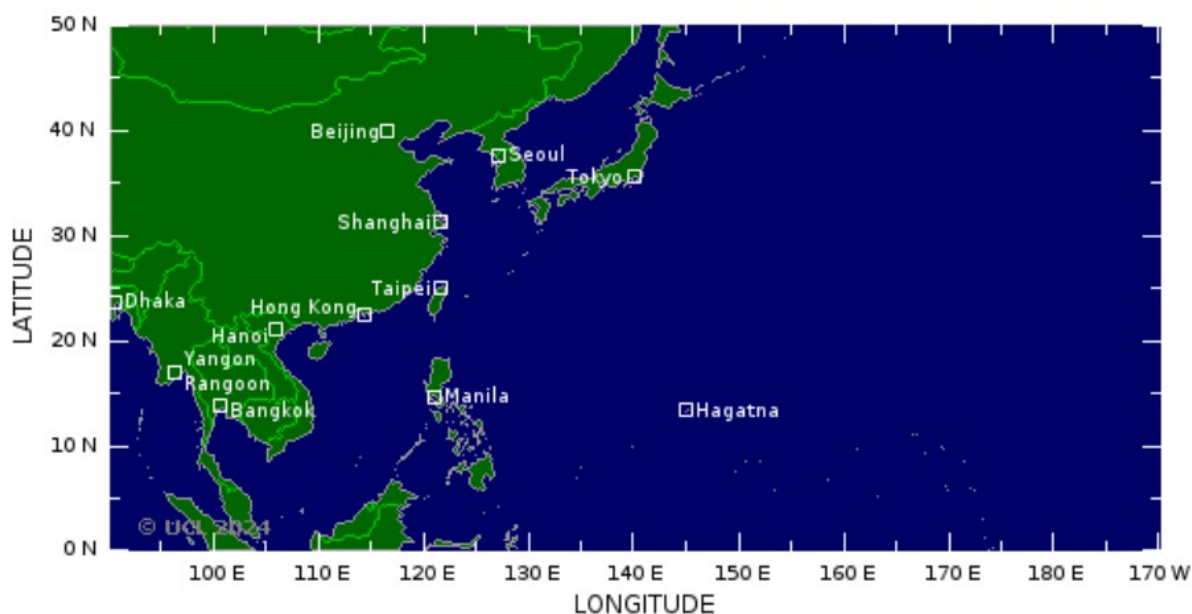 50 N
40 N
30 N
20 N
10 N
0 N
LATITUDE
Beijing
Seoul
Tokyo
Shanghai
Taipei
Dhaka
Hong Kong
Hanoi
Yangon
Rangoon
Bangkok
Manila
Hagatna
© UCL 2024
100 E 110 E 120 E 130 E 140 E 150 E 160 E 170 E 180 E 170 W
LONGITUDE